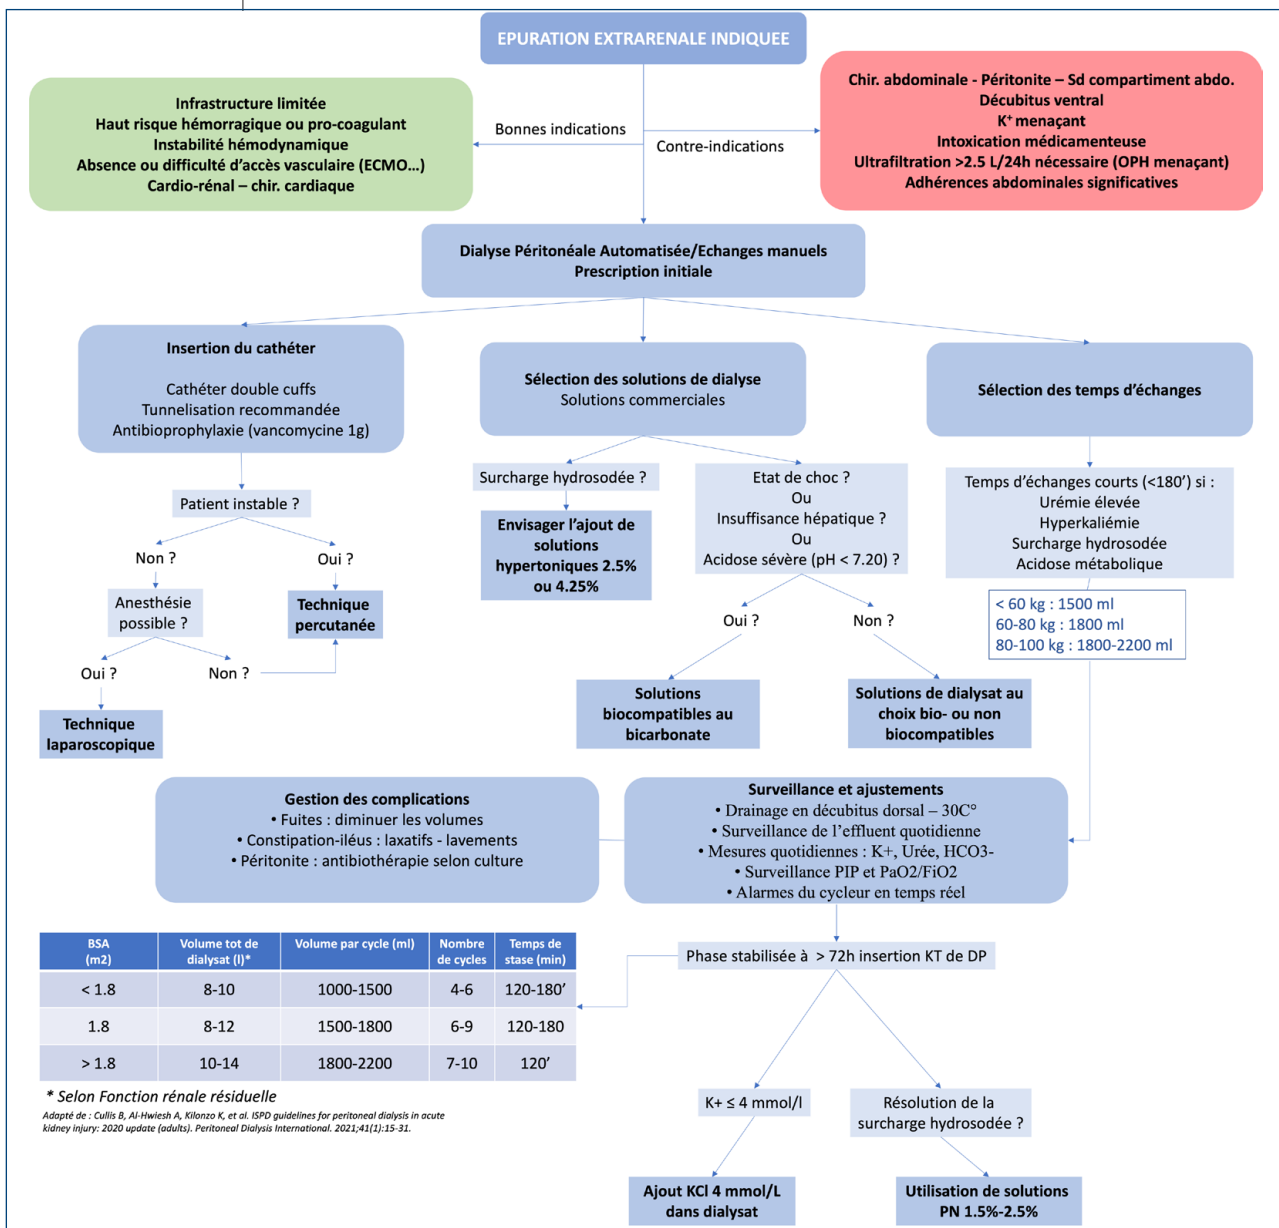 EPURATION EXTRARENALE INDIQUEE
Infrastructure limitée
Haut risque hémorragique ou pro-coagulant
Instabilité hémodynamique
Absence ou difficulté d’accès vasculaire (ECMO…)
Cardio-rénal – chir. cardiaque
Bonnes indications
Contre-indications
Chir. abdominale - Péritonite – Sd compartiment abdo.
Décubitus ventral
K⁺ menaçant
Intoxication médicamenteuse
Ultrafiltration >2.5 L/24h nécessaire (OPH menaçant)
Adhérences abdominales significatives
Dialyse Péritonéale Automatisée/Echanges manuels
Prescription initiale
Insertion du cathéter
Cathéter double cuffs
Tunnelisation recommandée
Antibioprophylaxie (vancomycine 1g)
Patient instable ?
Non ?
Oui ?
Anesthésie
possible ?
Technique
percutanée
Oui ?
Non ?
Technique
laparoscopique
Sélection des solutions de dialyse
Solutions commerciales
Surcharge hydrosodée ?
Envisager l’ajout de
solutions
hypertoniques 2.5%
ou 4.25%
Etat de choc ?
Ou
Insuffisance hépatique ?
Ou
Acidose sévère (pH < 7.20) ?
Oui ?
Non ?
Solutions
biocompatibles au
bicarbonate
Solutions de dialysat au
choix bio- ou non
biocompatibles
Sélection des temps d’échanges
Temps d’échanges courts (<180’) si :
Urémie élevée
Hyperkaliémie
Surcharge hydrosodée
Acidose métabolique
< 60 kg : 1500 ml
60-80 kg : 1800 ml
80-100 kg : 1800-2200 ml
Gestion des complications
• Fuites : diminuer les volumes
• Constipation-iléus : laxatifs - lavements
• Péritonite : antibiothérapie selon culture
Surveillance et ajustements
• Drainage en décubitus dorsal – 30C°
• Surveillance de l’effluent quotidienne
• Mesures quotidiennes : K+, Urée, HCO3-
• Surveillance PIP et PaO2/FiO2
• Alarmes du cycleur en temps réel
Phase stabilisée à > 72h insertion KT de DP
BSA (m2) Volume tot de dialysat (l)* Volume par cycle (ml) Nombre de cycles Temps de stase (min)
< 1.8 8-10 1000-1500 4-6 120-180’
1.8 8-12 1500-1800 6-9 120-180
> 1.8 10-14 1800-2200 7-10 120’
* Selon Fonction rénale résiduelle
Adapté de : Cullis B, Al-Hwiesh A, Kilonzo K, et al. ISPD guidelines for peritoneal dialysis in acute
kidney injury: 2020 update (adults). Peritoneal Dialysis International. 2021;41(1):15-31.
K+ ≤ 4 mmol/l
Résolution de la
surcharge hydrosodée ?
Ajout KCl 4 mmol/L
dans dialysat
Utilisation de solutions
PN 1.5%-2.5%